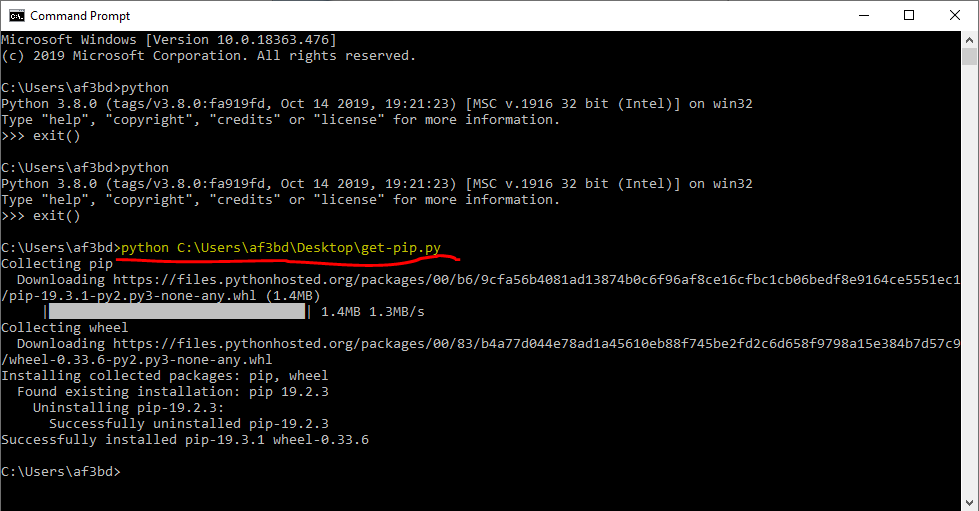 Command Prompt
Microsoft Windows [Version 10.0.18363.476]
(c) 2019 Microsoft Corporation. All rights reserved.
C:\Users\af3bd>python
Python 3.8.0 (tags/v3.8.0:fa919fd, Oct 14 2019, 19:21:23) [MSC v.1916 32 bit (Intel)] on win32
Type "help", "copyright", "credits" or "license" for more information.
>>> exit()
C:\Users\af3bd>python
Python 3.8.0 (tags/v3.8.0:fa919fd, Oct 14 2019, 19:21:23) [MSC v.1916 32 bit (Intel)] on win32
Type "help", "copyright", "credits" or "license" for more information.
>>> exit()
C:\Users\af3bd>python C:\Users\af3bd\Desktop\get-pip.py
Collecting pip
  Downloading https://files.pythonhosted.org/packages/00/b6/9cfa56b4081ad13874b0c6f96af8ce16cfbc1cb06bedf8e9164ce5551ec1
/pip-19.3.1-py2.py3-none-any.whl (1.4MB)
     |████████████████████████████████| 1.4MB 1.3MB/s
Collecting wheel
  Downloading https://files.pythonhosted.org/packages/00/83/b4a77d044e78ad1a45610eb88f745be2fd2c6d658f9798a15e384b7d57c9
/wheel-0.33.6-py2.py3-none-any.whl
Installing collected packages: pip, wheel
  Found existing installation: pip 19.2.3
    Uninstalling pip-19.2.3:
      Successfully uninstalled pip-19.2.3
Successfully installed pip-19.3.1 wheel-0.33.6
C:\Users\af3bd>